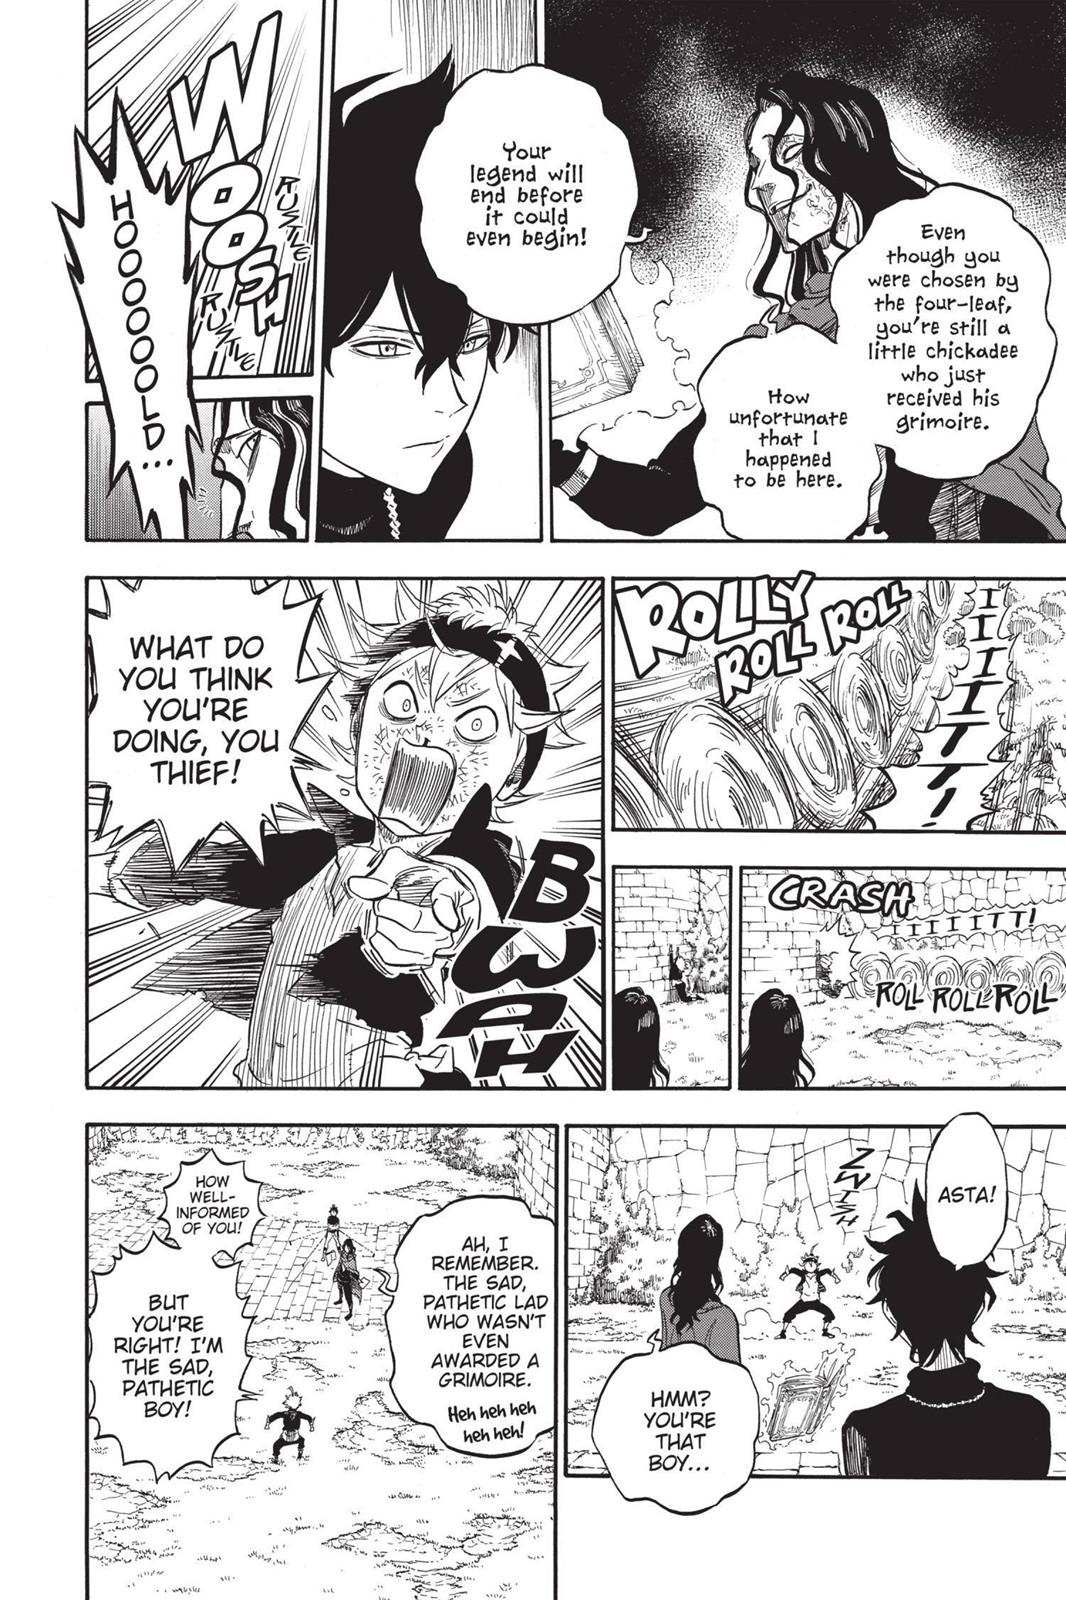 Even
though you
were chosen by
the four-leaf,
you're still a
little chickadee
who just
received his
grimoire.
How
unfortunate
that I
happened
to be here.
Your
legend will
end before
it could
even begin!
WOOSH
RUSTLE
RUSTLE
HOOOOOOLD...
IIIIITT!
ROLLY
ROLL ROLL
CRASH
IIIIITT!
ROLL ROLL ROLL
WHAT DO
YOU THINK
YOU'RE
DOING, YOU
THIEF!
BWAH
ASTA!
ZWISH
HMM?
YOU'RE
THAT
BOY...
AH, I
REMEMBER.
THE SAD,
PATHETIC LAD
WHO WASN'T
EVEN
AWARDED A
GRIMOIRE.
Heh heh heh
heh heh!
HOW
WELL-
INFORMED
OF YOU!
BUT
YOU'RE
RIGHT! I'M
THE SAD,
PATHETIC
BOY!